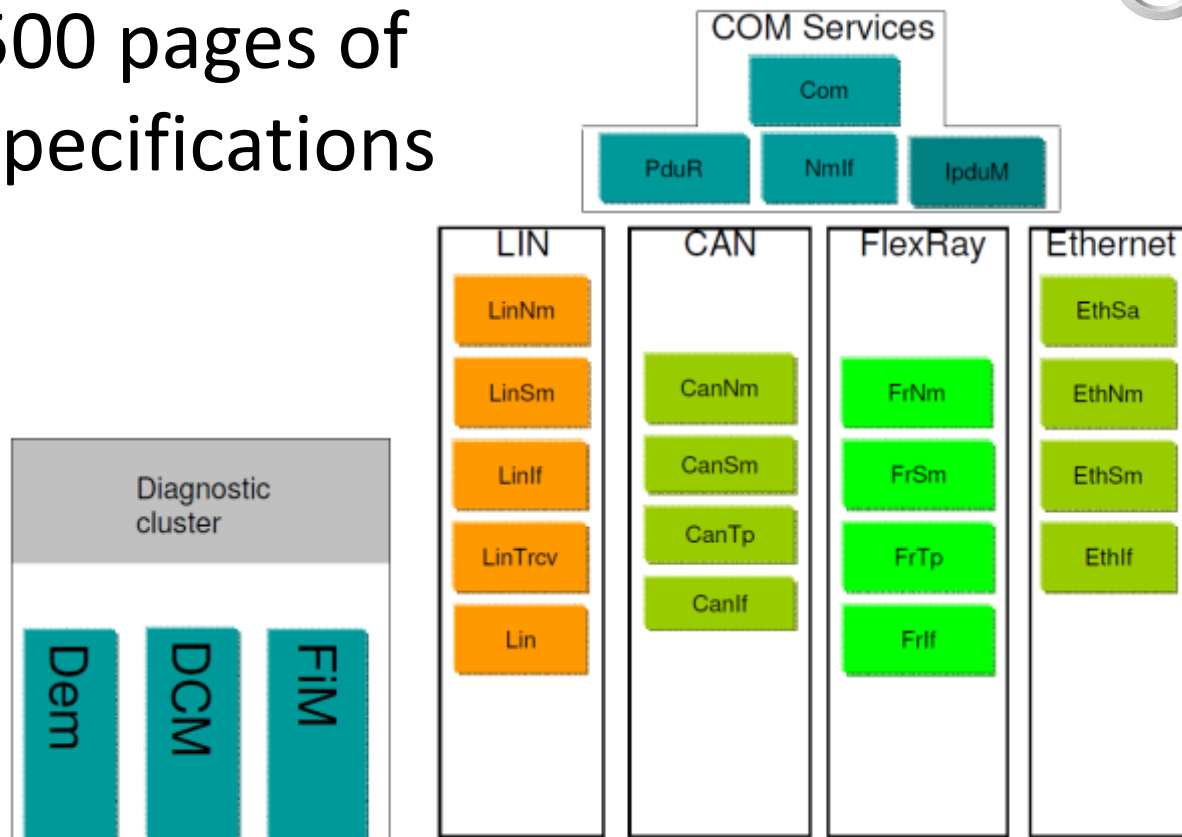 500 pages of
pecifications
COM Services
Com
PduR
NmIf
IpduM
LIN
LinNm
LinSm
LinIf
LinTrcv
Lin
CAN
CanNm
CanSm
CanTp
CanIf
FlexRay
FrNm
FrSm
FrTp
FrIf
Ethernet
EthSa
EthNm
EthSm
EthIf
Diagnostic
cluster
Dem
DCM
FiM